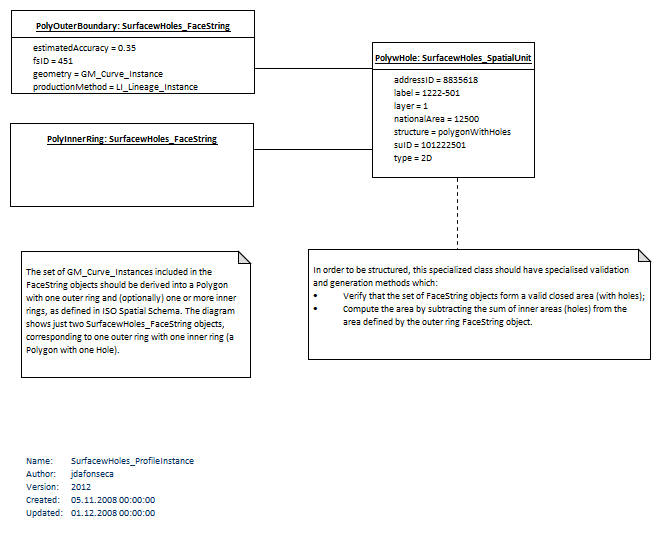 PolyOuterBoundary: SurfacewHoles_FaceString
estimatedAccuracy = 0.35
fsID = 451
geometry = GM_Curve_Instance
productionMethod = LI_Lineage_Instance
PolywHole: SurfacewHoles_SpatialUnit
addressID = 8835618
label = 1222-501
layer = 1
nationalArea = 12500
structure = polygonWithHoles
suID = 101222501
type = 2D
PolyInnerRing: SurfacewHoles_FaceString
The set of GM_Curve_Instances included in the
FaceString objects should be derived into a Polygon
with one outer ring and (optionally) one or more inner
rings, as defined in ISO Spatial Schema. The diagram
shows just two SurfacewHoles_FaceString objects,
corresponding to one outer ring with one inner ring (a
Polygon with one Hole).
In order to be structured, this specialized class should have specialised validation
and generation methods which:
• Verify that the set of FaceString objects form a valid closed area (with holes);
• Compute the area by subtracting the sum of inner areas (holes) from the
area defined by the outer ring FaceString object.
Name: SurfacewHoles_ProfileInstance
Author: jdafonseca
Version: 2012
Created: 05.11.2008 00:00:00
Updated: 01.12.2008 00:00:00